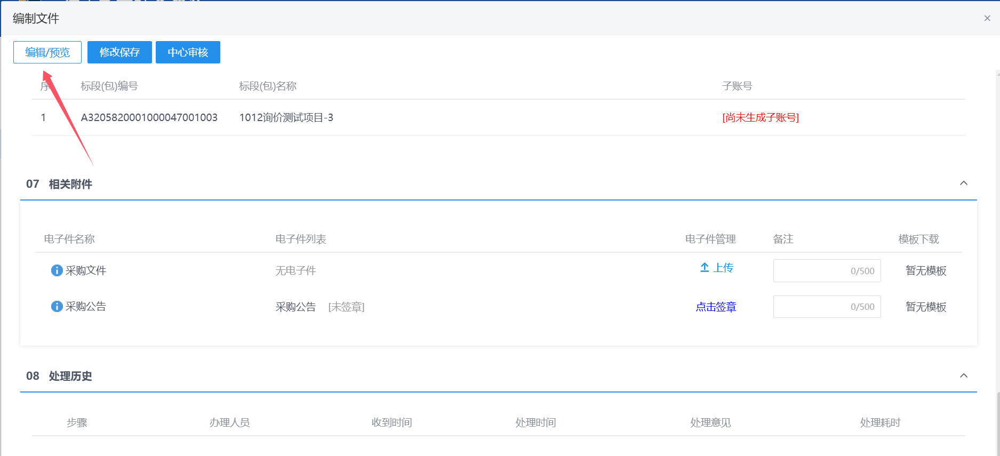 编制文件
编辑/预览 修改保存 中心审核
序 标段(包)编号 标段(包)名称 子账号
1 A3205820001000047001003 1012询价测试项目-3 [尚未生成子账号]
07 相关附件
电子件名称 电子件列表 电子件管理 备注 模板下载
采购文件 无电子件 上传 0/500 暂无模板
采购公告 采购公告 [未签章] 点击签章 0/500 暂无模板
08 处理历史
步骤 办理人员 收到时间 处理时间 处理意见 处理耗时